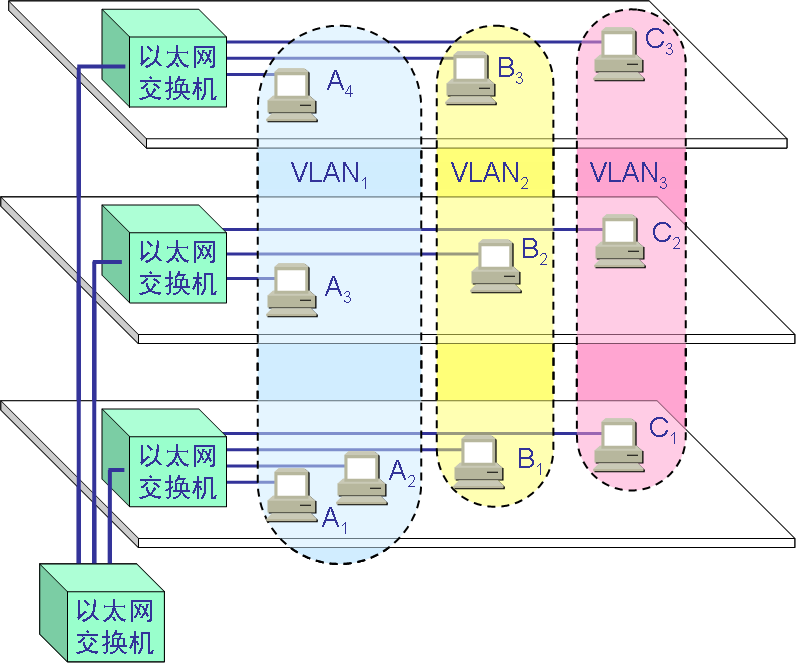 以太网
交换机
A₄
B₃
C₃
VLAN₁
VLAN₂
VLAN₃
以太网
交换机
A₃
B₂
C₂
以太网
交换机
A₁
A₂
B₁
C₁
以太网
交换机